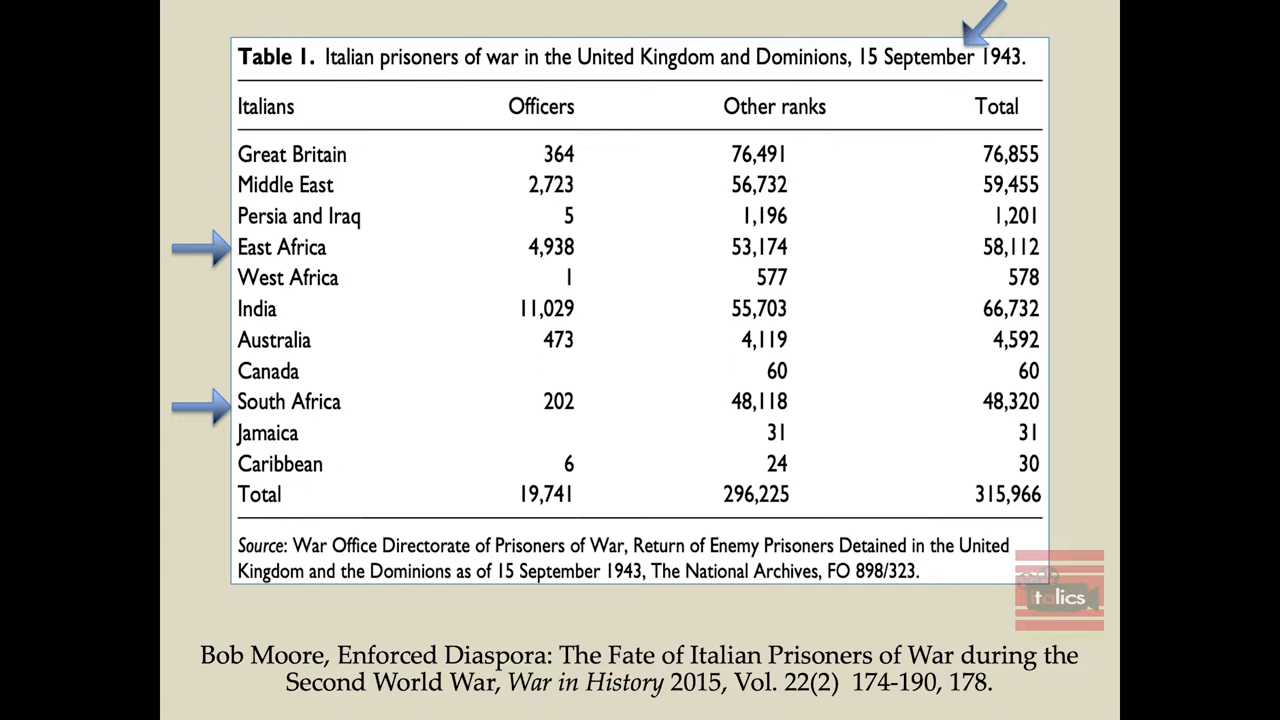 Table 1. Italian prisoners of war in the United Kingdom and Dominions, 15 September 1943.
Italians Officers Other ranks Total
Great Britain 364 76,491 76,855
Middle East 2,723 56,732 59,455
Persia and Iraq 5 1,196 1,201
East Africa 4,938 53,174 58,112
West Africa 1 577 578
India 11,029 55,703 66,732
Australia 473 4,119 4,592
Canada 60 60
South Africa 202 48,118 48,320
Jamaica 31 31
Caribbean 6 24 30
Total 19,741 296,225 315,966
Source: War Office Directorate of Prisoners of War, Return of Enemy Prisoners Detained in the United
Kingdom and the Dominions as of 15 September 1943, The National Archives, FO 898/323.
italics
Bob Moore, Enforced Diaspora: The Fate of Italian Prisoners of War during the
Second World War, War in History 2015, Vol. 22(2) 174-190, 178.